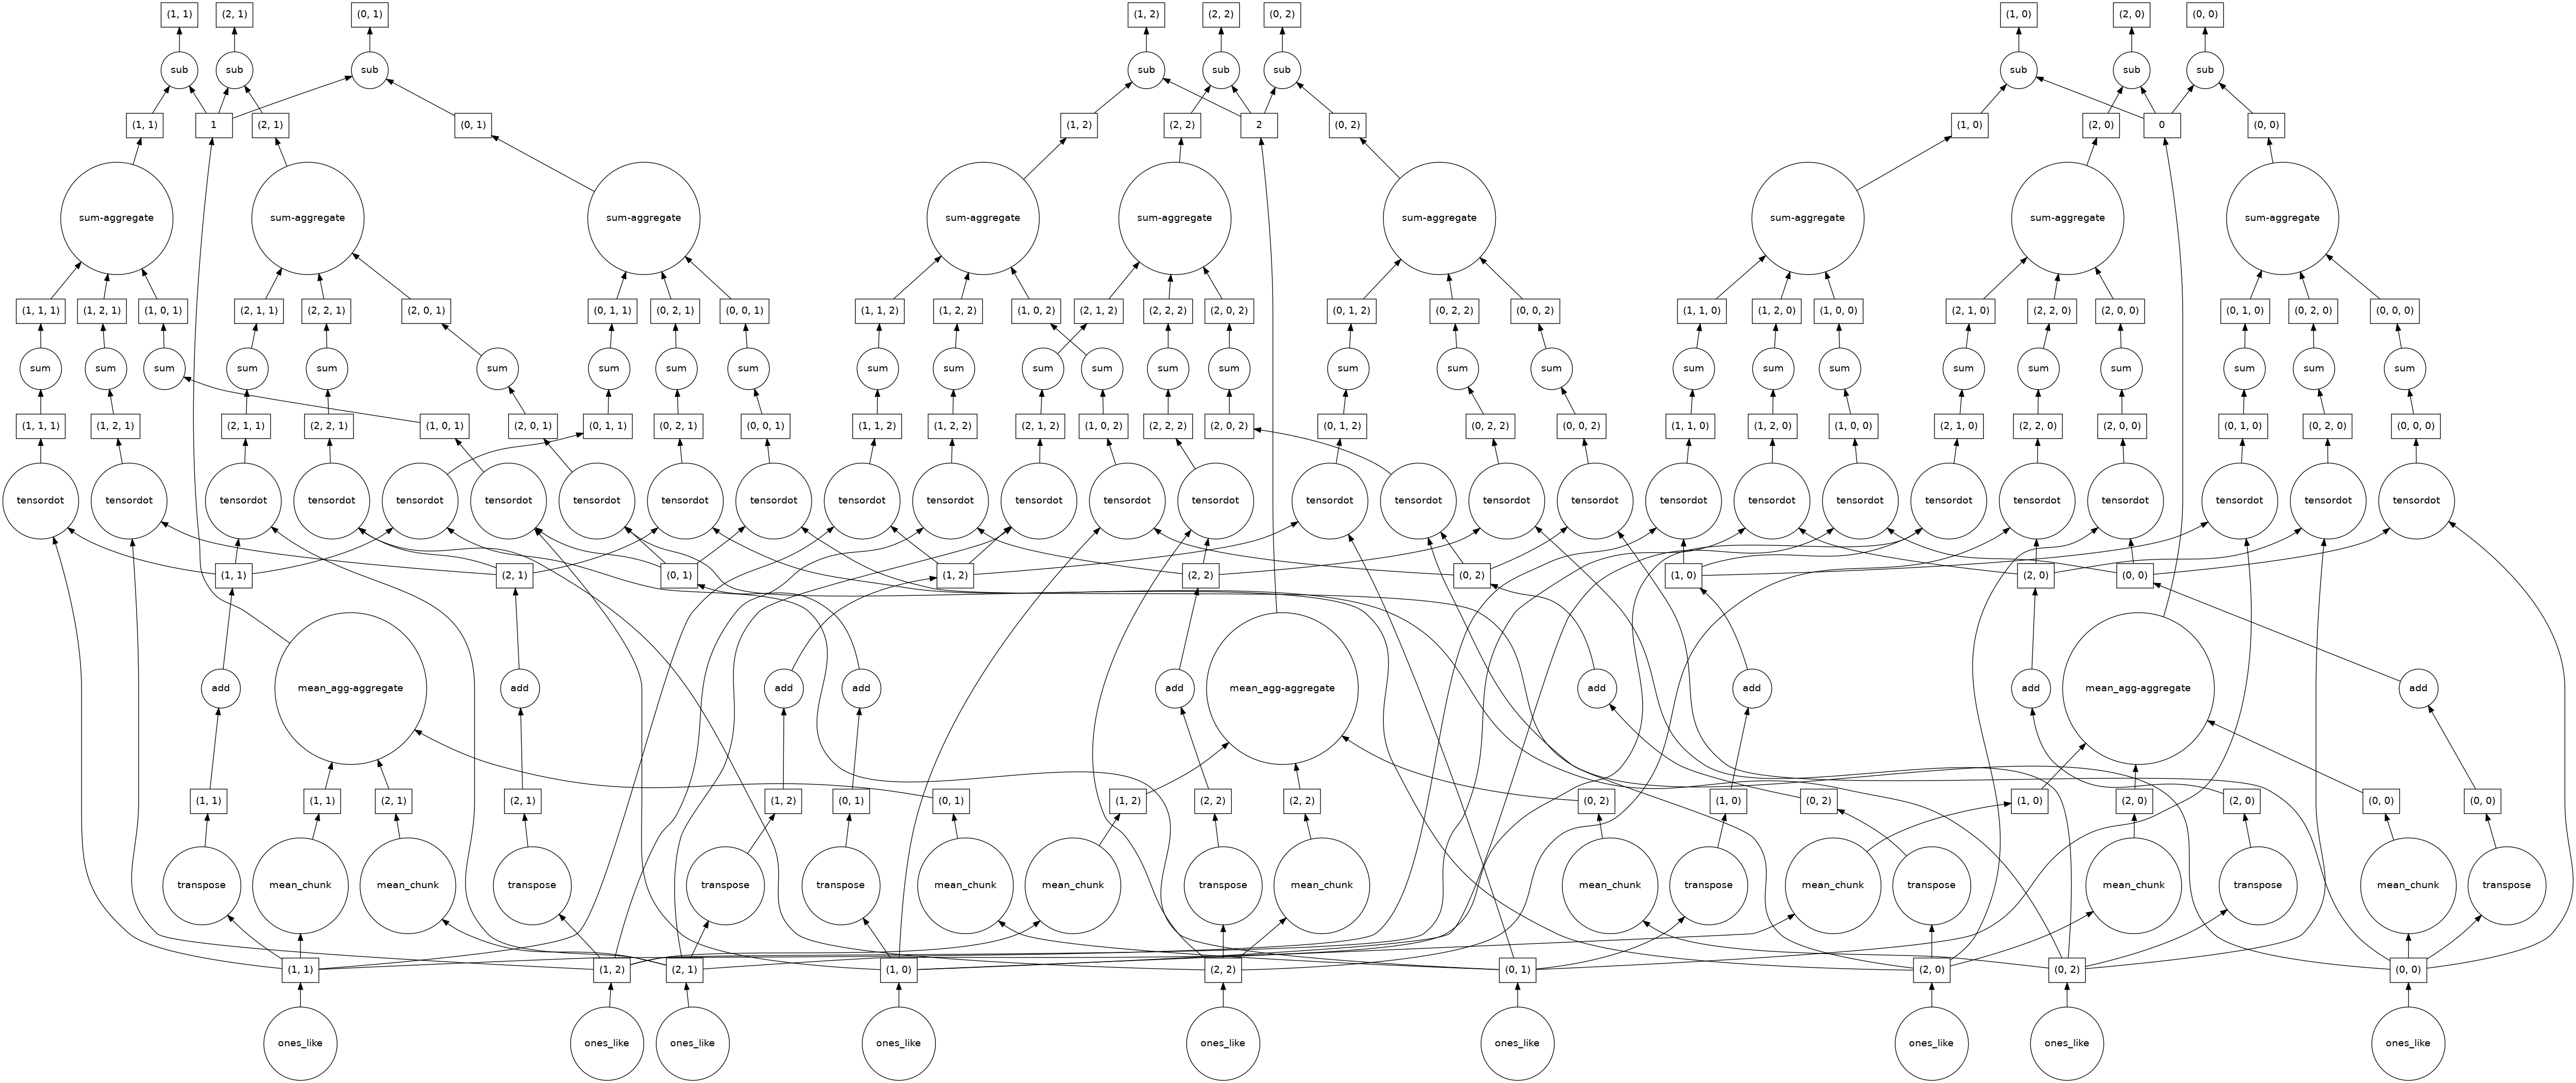 (1, 1) (2, 1) (0, 1) (1, 2) (2, 2) (0, 2) (1, 0) (2, 0) (0, 0)
sub sub sub sub sub sub sub sub sub
(1, 1) 1 (2, 1) (0, 1) (1, 2) (2, 2) 2 (0, 2) (1, 0) (2, 0) 0 (0, 0)
sum-aggregate sum-aggregate sum-aggregate sum-aggregate sum-aggregate sum-aggregate sum-aggregate sum-aggregate sum-aggregate
(1, 1, 1) (1, 2, 1) (1, 0, 1) (2, 1, 1) (2, 2, 1) (2, 0, 1) (0, 1, 1) (0, 2, 1) (0, 0, 1) (1, 1, 2) (1, 2, 2) (1, 0, 2) (2, 1, 2) (2, 2, 2) (2, 0, 2) (0, 1, 2) (0, 2, 2) (0, 0, 2) (1, 1, 0) (1, 2, 0) (1, 0, 0) (2, 1, 0) (2, 2, 0) (2, 0, 0) (0, 1, 0) (0, 2, 0) (0, 0, 0)
sum sum sum sum sum sum sum sum sum sum sum sum sum sum sum sum sum sum sum sum sum sum sum sum sum sum sum
(1, 1, 1) (1, 2, 1) (2, 1, 1) (2, 2, 1) (1, 0, 1) (2, 0, 1) (0, 1, 1) (0, 2, 1) (0, 0, 1) (1, 1, 2) (1, 2, 2) (2, 1, 2) (1, 0, 2) (2, 2, 2) (2, 0, 2) (0, 1, 2) (0, 2, 2) (0, 0, 2) (1, 1, 0) (1, 2, 0) (1, 0, 0) (2, 1, 0) (2, 2, 0) (2, 0, 0) (0, 1, 0) (0, 2, 0) (0, 0, 0)
tensordot tensordot tensordot tensordot tensordot tensordot tensordot tensordot tensordot tensordot tensordot tensordot tensordot tensordot tensordot tensordot tensordot tensordot tensordot tensordot tensordot tensordot tensordot tensordot tensordot tensordot tensordot
(1, 1) (2, 1) (0, 1) (1, 2) (2, 2) (0, 2) (1, 0) (2, 0) (0, 0)
add mean_agg-aggregate add add add add mean_agg-aggregate add add add mean_agg-aggregate add
(1, 1) (1, 1) (2, 1) (2, 1) (1, 2) (0, 1) (0, 1) (1, 2) (2, 2) (2, 2) (0, 2) (1, 0) (0, 2) (1, 0) (2, 0) (2, 0) (0, 0) (0, 0)
transpose mean_chunk mean_chunk transpose transpose transpose mean_chunk mean_chunk transpose mean_chunk mean_chunk transpose mean_chunk transpose mean_chunk transpose mean_chunk transpose
(1, 1) (1, 2) (2, 1) (1, 0) (2, 2) (0, 1) (2, 0) (0, 2) (0, 0)
ones_like ones_like ones_like ones_like ones_like ones_like ones_like ones_like ones_like